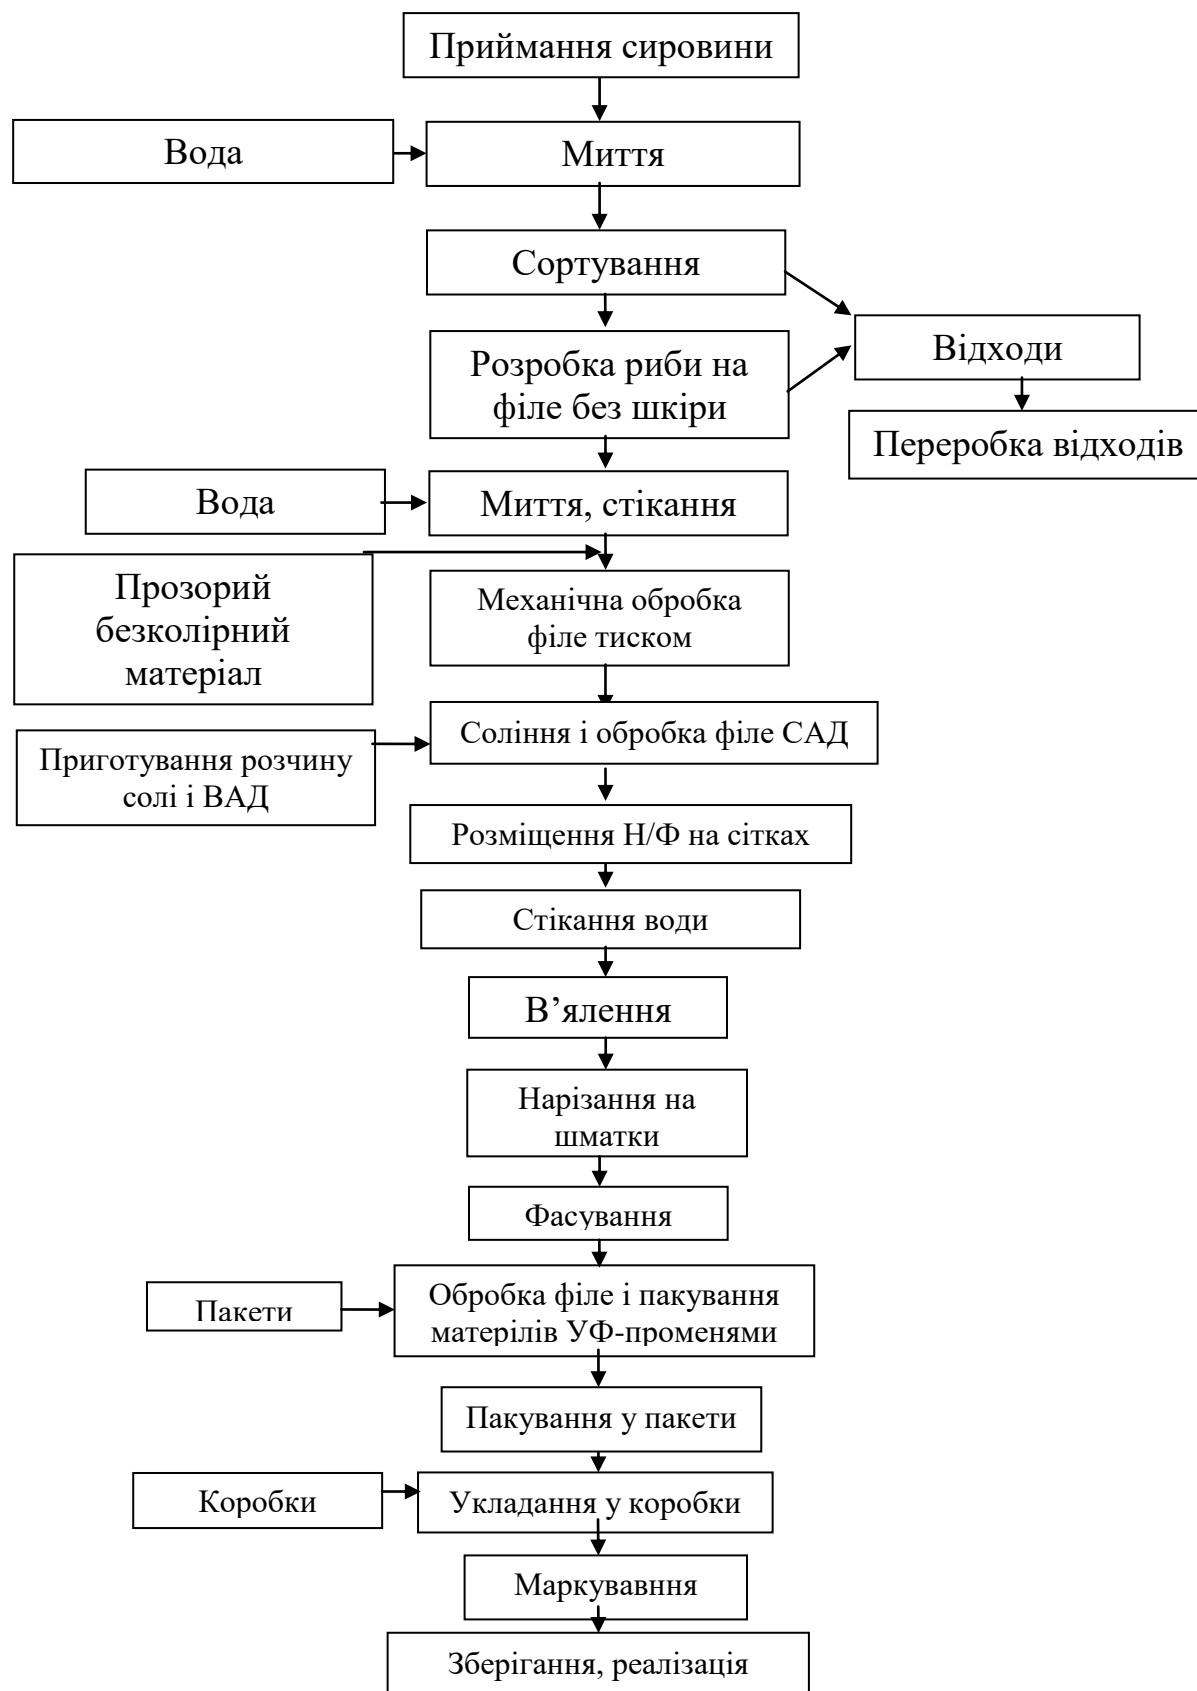 Приймання сировини
Вода
Миття
Сортування
Відходи
Розробка риби на
філе без шкіри
Переробка відходів
Вода
Миття, стікання
Прозорий
безколірний
матеріал
Механічна обробка
філе тиском
Соління і обробка філе САД
Приготування розчину
солі і ВАД
Розміщення Н/Ф на сітках
Стікання води
В’ялення
Нарізання на
шматки
Фасування
Пакети
Обробка філе і пакування
матерілів УФ-променями
Пакування у пакети
Коробки
Укладання у коробки
Маркувавння
Зберігання, реалізація